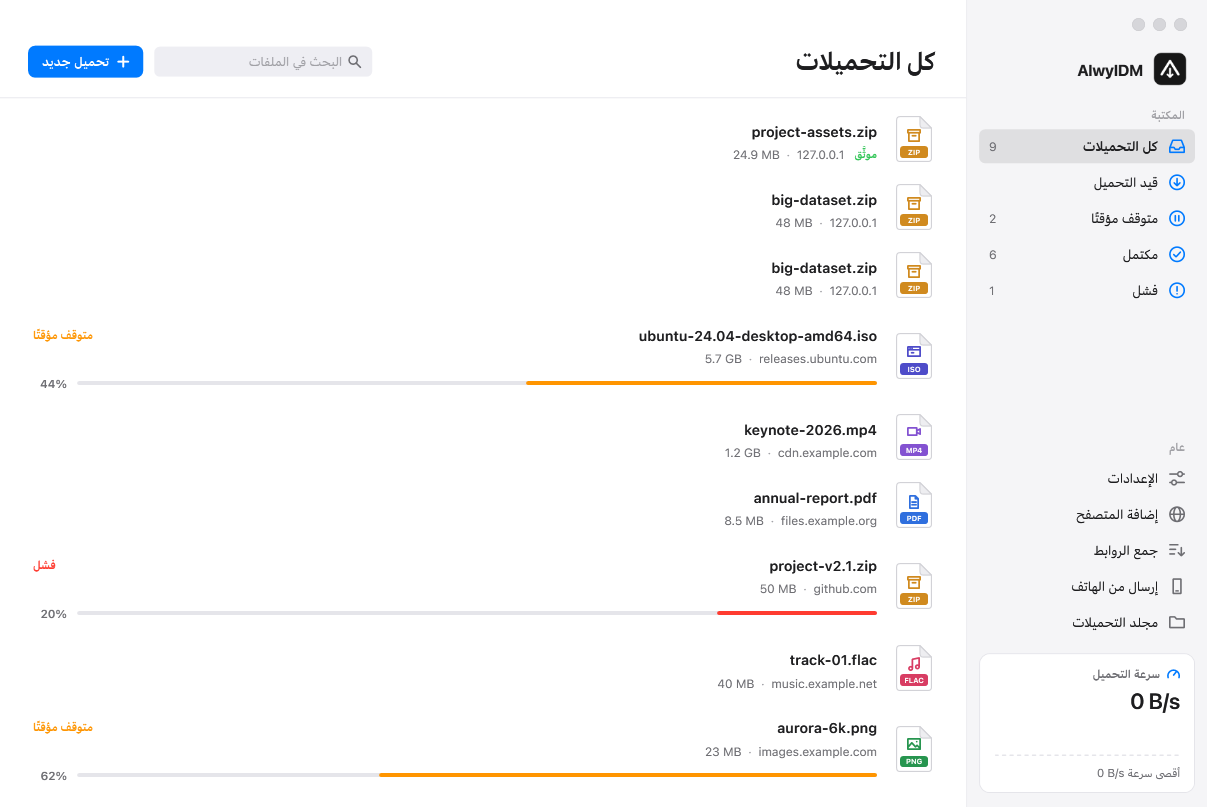 AlwylDM
المكتبة
كل التحميلات 9
قيد التحميل
متوقف مؤقتًا 2
مكتمل 6
فشل 1
عام
الإعدادات
إضافة المتصفح
جمع الروابط
إرسال من الهاتف
مجلد التحميلات
سرعة التحميل
0 B/s
أقصى سرعة 0 B/s
كل التحميلات
البحث في الملفات
تحميل جديد
project-assets.zip
موثَّق 127.0.0.1 · 24.9 MB
ZIP
big-dataset.zip
127.0.0.1 · 48 MB
ZIP
big-dataset.zip
127.0.0.1 · 48 MB
ZIP
ubuntu-24.04-desktop-amd64.iso
متوقف مؤقتًا
releases.ubuntu.com · 5.7 GB
ISO
44%
keynote-2026.mp4
cdn.example.com · 1.2 GB
MP4
annual-report.pdf
files.example.org · 8.5 MB
PDF
project-v2.1.zip
فشل
github.com · 50 MB
ZIP
20%
track-01.flac
music.example.net · 40 MB
FLAC
aurora-6k.png
متوقف مؤقتًا
images.example.com · 23 MB
PNG
62%